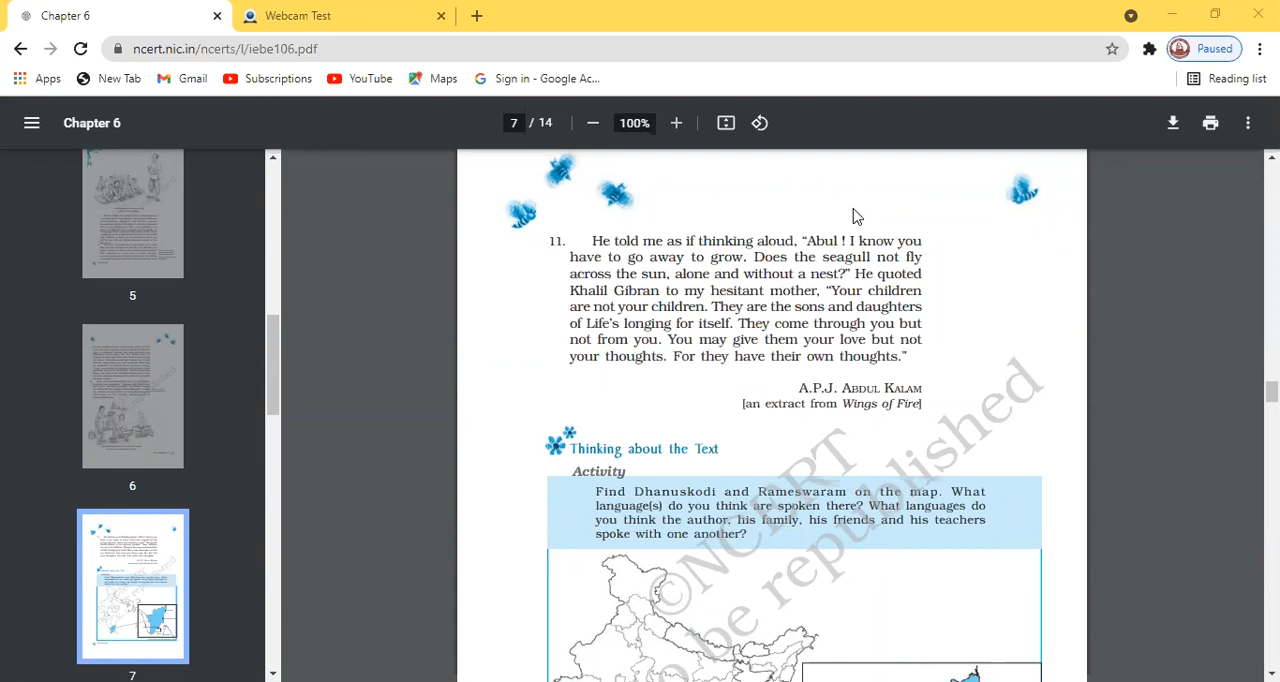 Chapter 6
Webcam Test
ncert.nic.in/ncerts/l/iebe106.pdf
Paused
Apps
New Tab
Gmail
Subscriptions
YouTube
Maps
Sign in - Google Ac...
Reading list
Chapter 6
7 / 14
100%
5
6
7
11. He told me as if thinking aloud, “Abul ! I know you
have to go away to grow. Does the seagull not fly
across the sun, alone and without a nest?” He quoted
Khalil Gibran to my hesitant mother, “Your children
are not your children. They are the sons and daughters
of Life’s longing for itself. They come through you but
not from you. You may give them your love but not
your thoughts. For they have their own thoughts.”
A.P.J. ABDUL KALAM
[an extract from Wings of Fire]
Thinking about the Text
Activity
Find Dhanuskodi and Rameswaram on the map. What
language(s) do you think are spoken there? What languages do
you think the author, his family, his friends and his teachers
spoke with one another?
©NCERT
to be republished